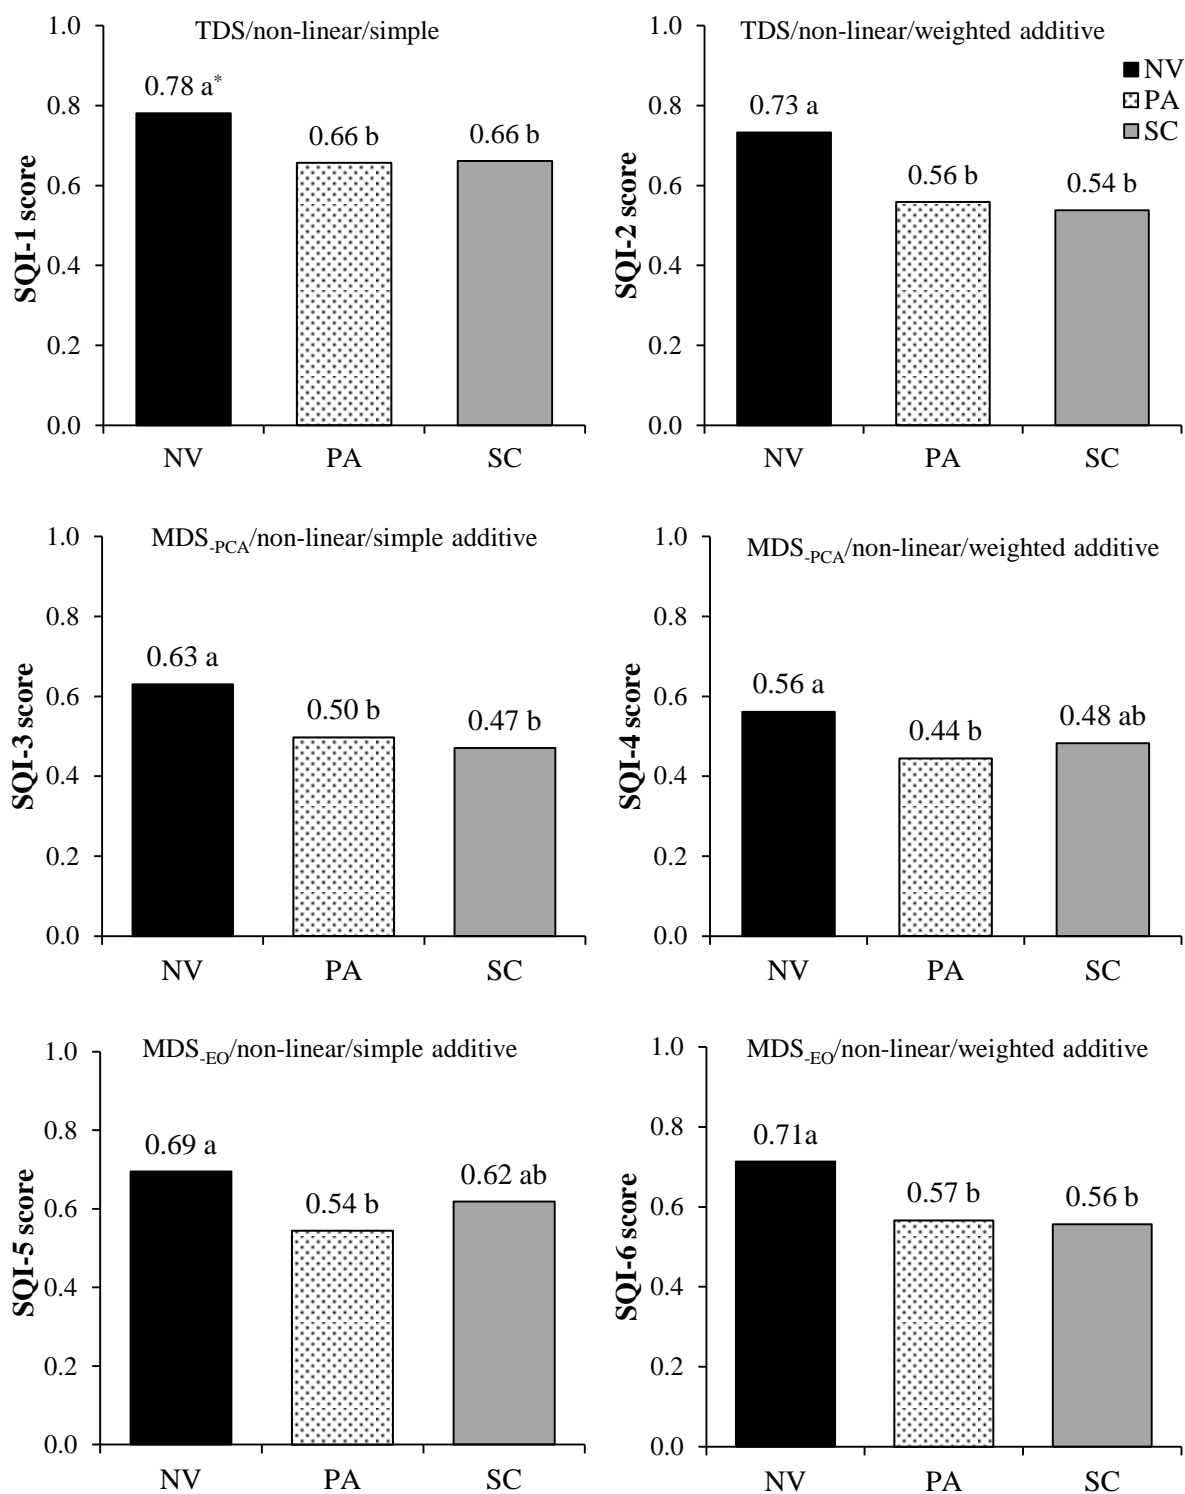 TDS/non-linear/simple
SQI-1 score
1.0
0.8
0.6
0.4
0.2
0.0
0.78 a*
0.66 b
0.66 b
NV
PA
SC
TDS/non-linear/weighted additive
SQI-2 score
1.0
0.8
0.6
0.4
0.2
0.0
NV
PA
SC
0.73 a
0.56 b
0.54 b
NV
PA
SC
MDS-PCA/non-linear/simple additive
SQI-3 score
1.0
0.8
0.6
0.4
0.2
0.0
0.63 a
0.50 b
0.47 b
NV
PA
SC
MDS-PCA/non-linear/weighted additive
SQI-4 score
1.0
0.8
0.6
0.4
0.2
0.0
0.56 a
0.44 b
0.48 ab
NV
PA
SC
MDS-EO/non-linear/simple additive
SQI-5 score
1.0
0.8
0.6
0.4
0.2
0.0
0.69 a
0.54 b
0.62 ab
NV
PA
SC
MDS-EO/non-linear/weighted additive
SQI-6 score
1.0
0.8
0.6
0.4
0.2
0.0
0.71a
0.57 b
0.56 b
NV
PA
SC